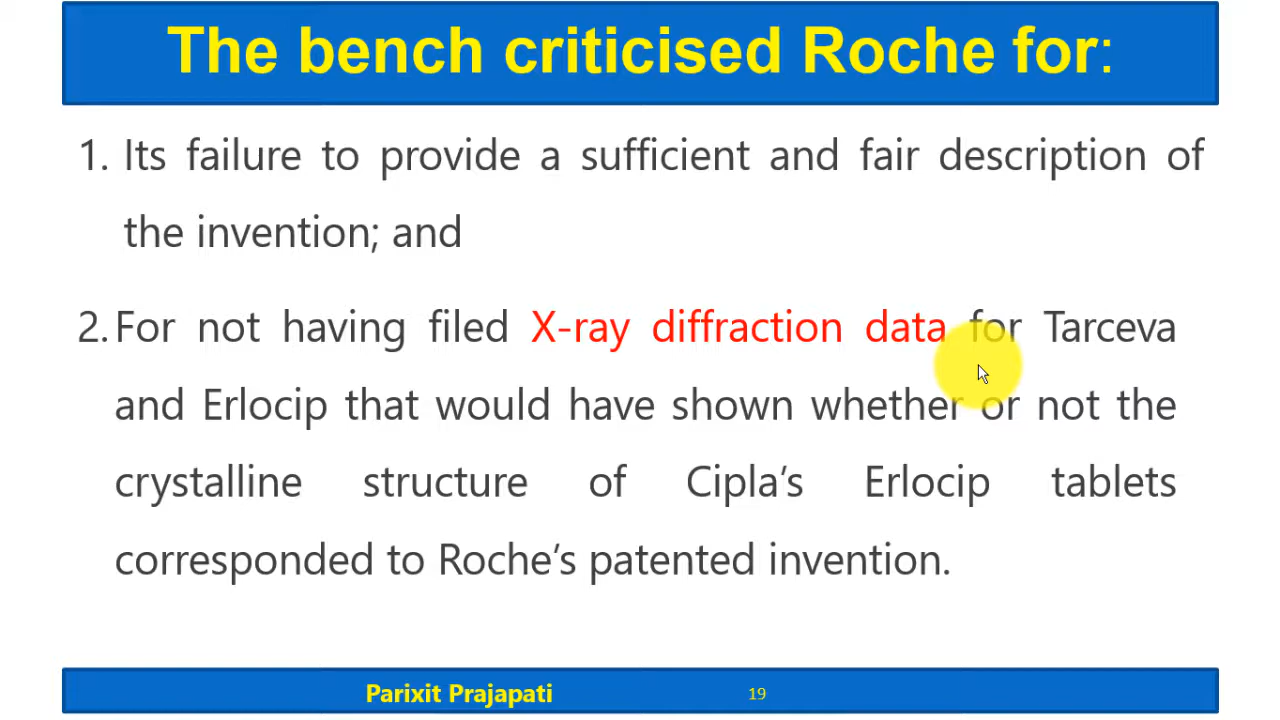 The bench criticised Roche for:
1. Its failure to provide a sufficient and fair description of
the invention; and
2. For not having filed X-ray diffraction data for Tarceva
and Erlocip that would have shown whether or not the
crystalline structure of Cipla’s Erlocip tablets
corresponded to Roche’s patented invention.
Parixit Prajapati 19